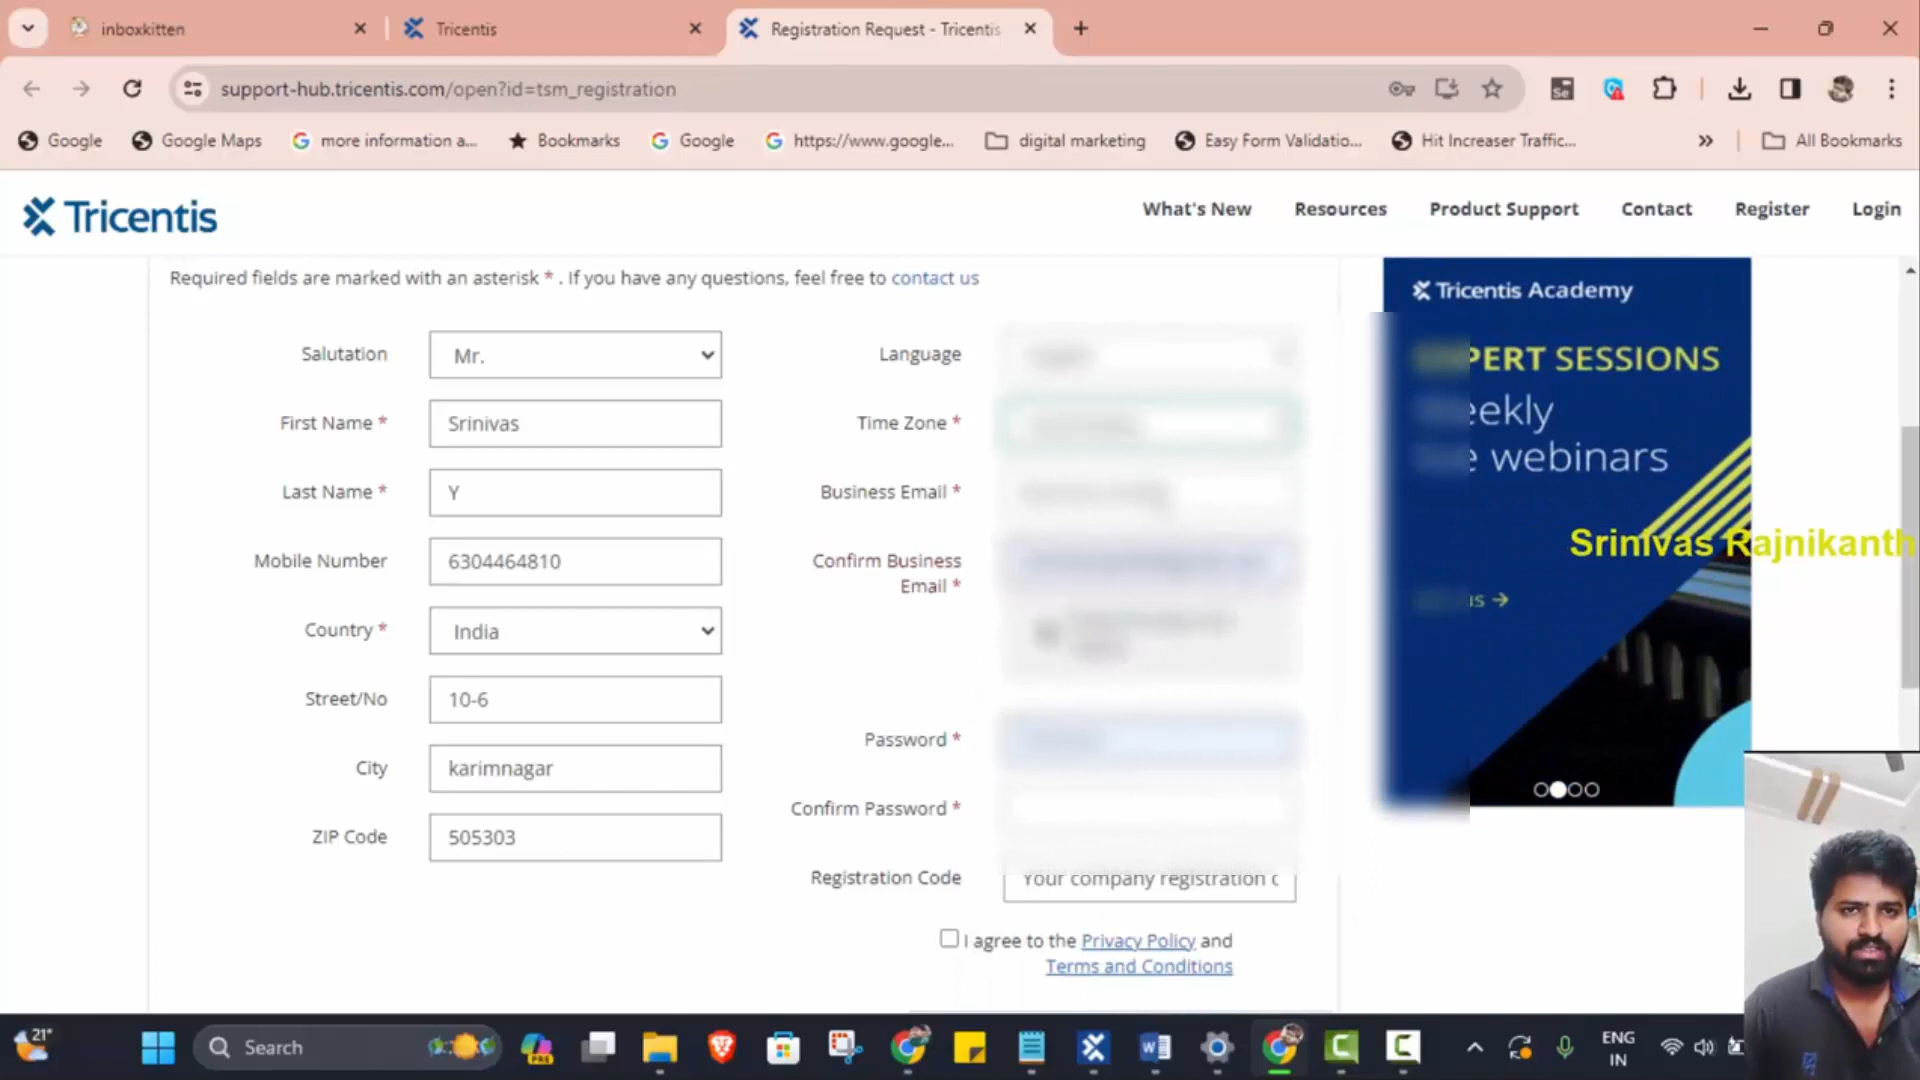 inboxkitten
Tricentis
Registration Request - Tricentis
support-hub.tricentis.com/open?id=tsm_registration
Google
Google Maps
more information a...
Bookmarks
Google
https://www.google...
digital marketing
Easy Form Validatio...
Hit Increaser Traffic...
All Bookmarks
Tricentis
What's New
Resources
Product Support
Contact
Register
Login
Required fields are marked with an asterisk * . If you have any questions, feel free to contact us
Salutation
Mr.
First Name *
Srinivas
Last Name *
Y
Mobile Number
6304464810
Country *
India
Street/No
10-6
City
karimnagar
ZIP Code
505303
Language
Time Zone *
Business Email *
Confirm Business
Email *
Password *
Confirm Password *
Registration Code
Your company registration c
I agree to the Privacy Policy and
Terms and Conditions
Tricentis Academy
SESSIONS
webinars
Srinivas Rajnikanth
21°
Search
PRE
ENG
IN